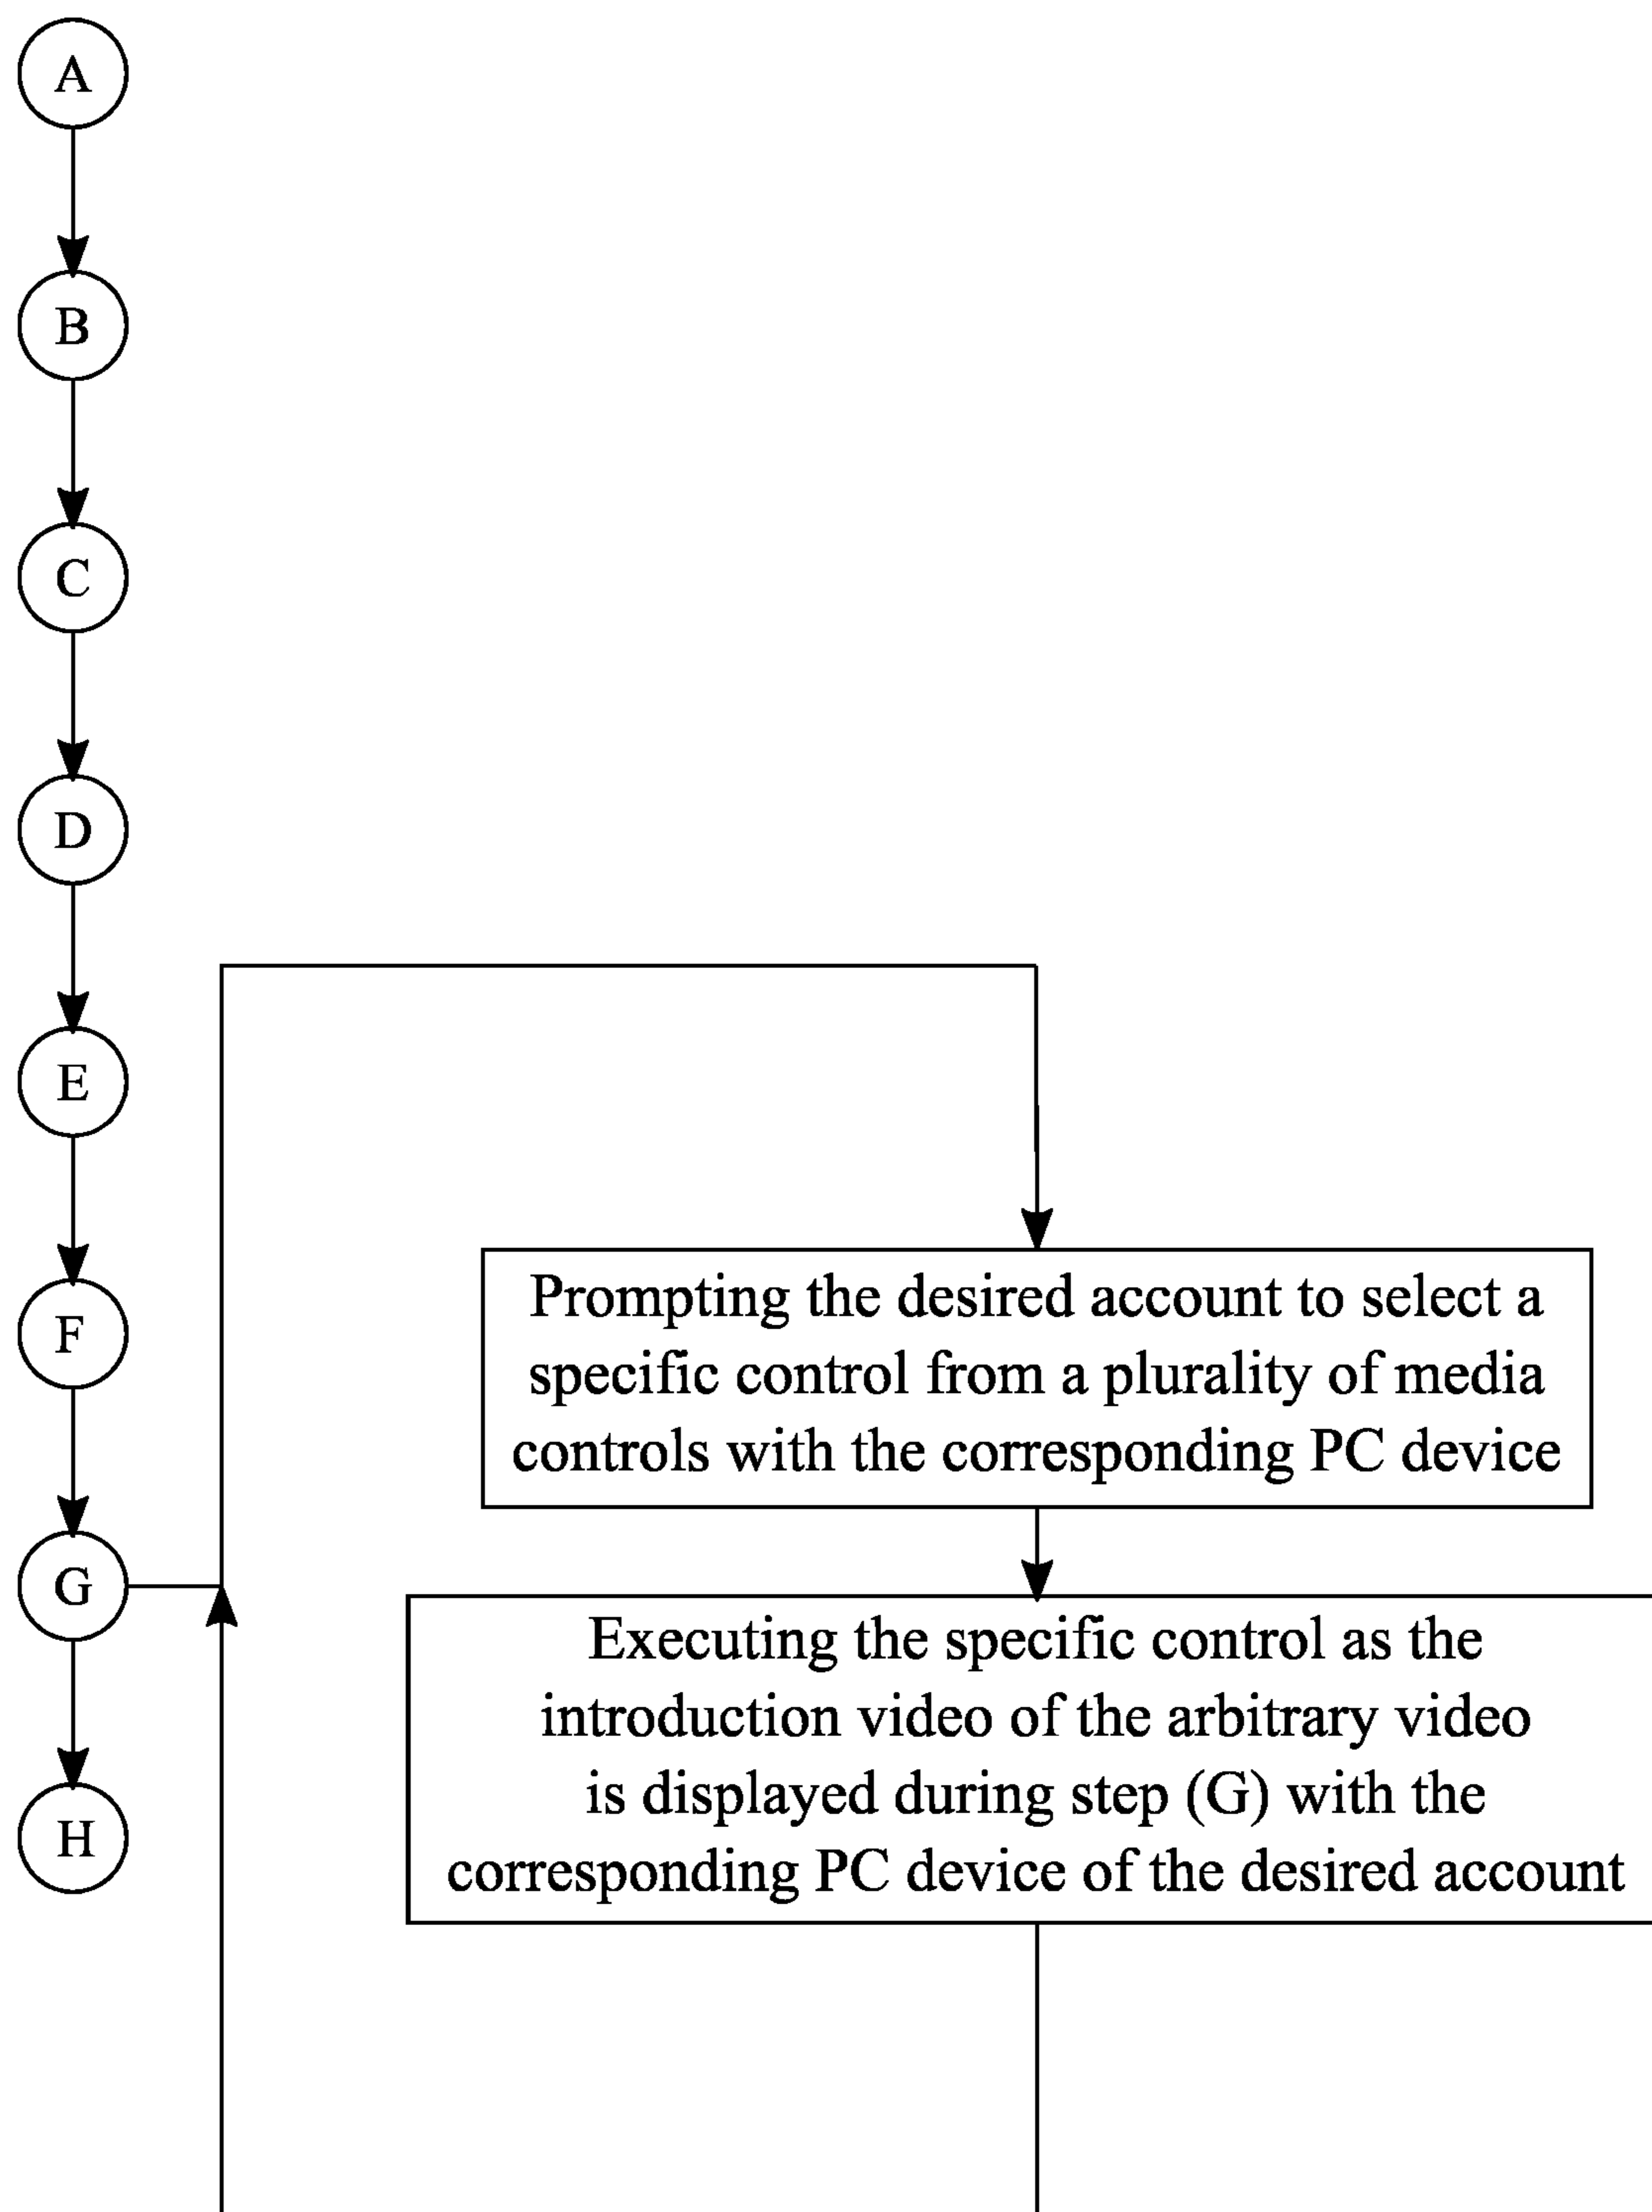 A
B
C
D
E
F
G
H
Prompting the desired account to select a
specific control from a plurality of media
controls with the corresponding PC device
Executing the specific control as the
introduction video of the arbitrary video
is displayed during step (G) with the
corresponding PC device of the desired account